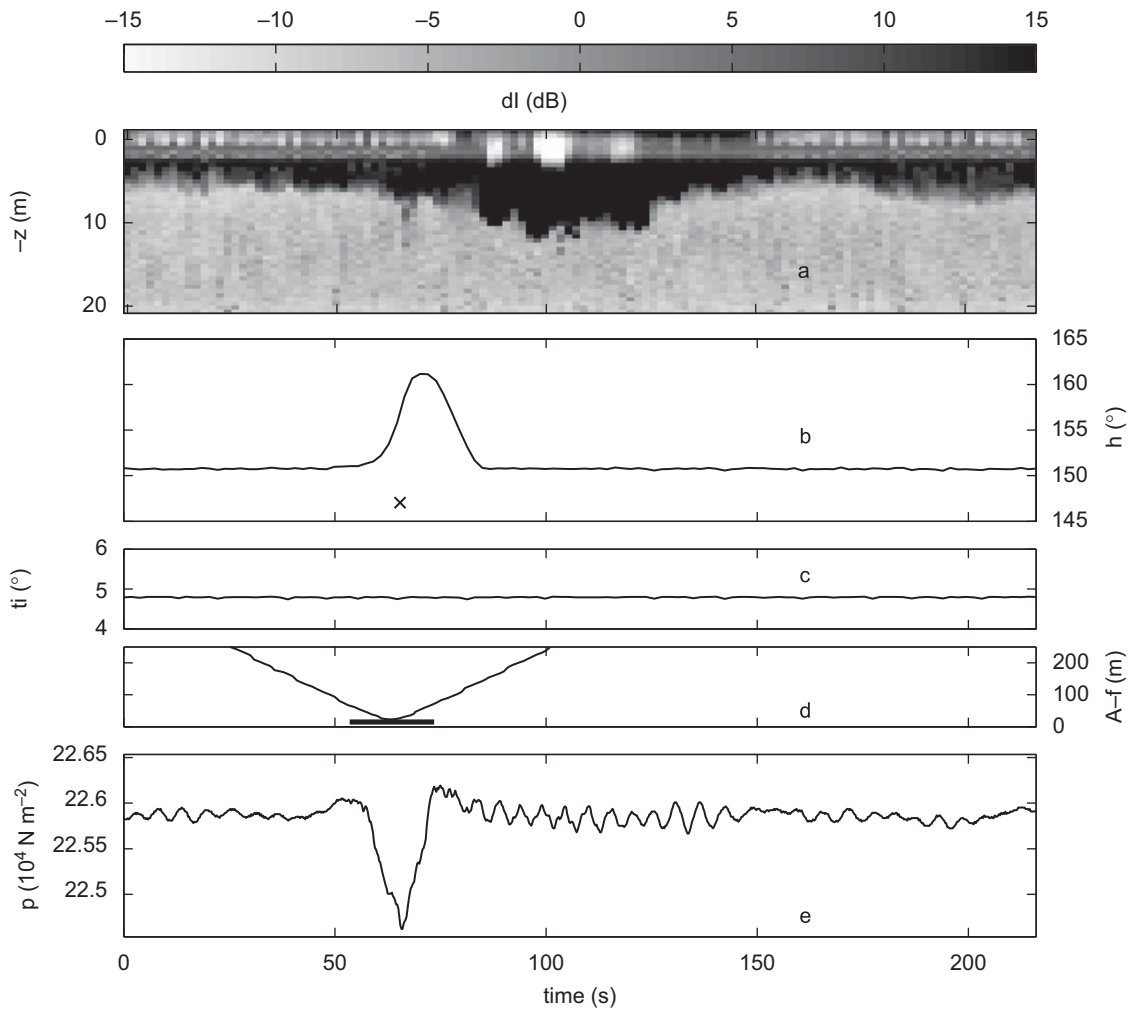 –15 –10 –5 0 5 10 15
dI (dB)
0
10
20
–z (m)
a
165
160
155
150
145
h (°)
b
×
6
5
4
ti (°)
c
200
100
0
A–f (m)
d
22.65
22.6
22.55
22.5
p (10⁴ N m⁻²)
e
0 50 100 150 200
time (s)